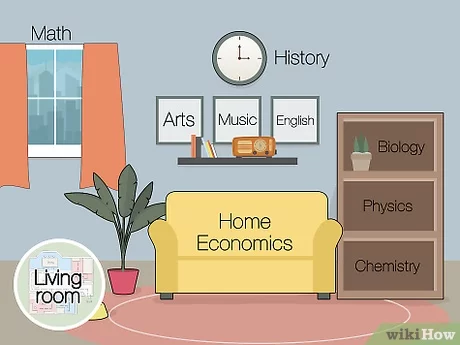 Math
History
Arts
Music
English
Biology
Home
Economics
Physics
Chemistry
Living
room
wikiHow